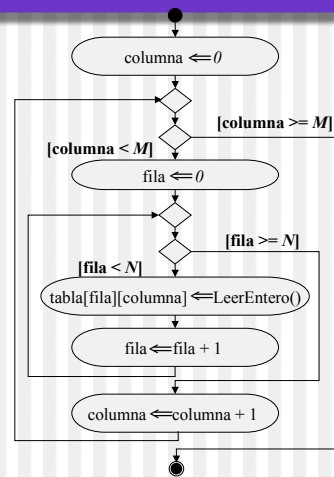 columna ⇐ 0
[columna >= M]
[columna < M]
fila ⇐ 0
[fila >= N]
[fila < N]
tabla[fila][columna] ⇐LeerEntero()
fila⇐fila + 1
columna ⇐columna + 1